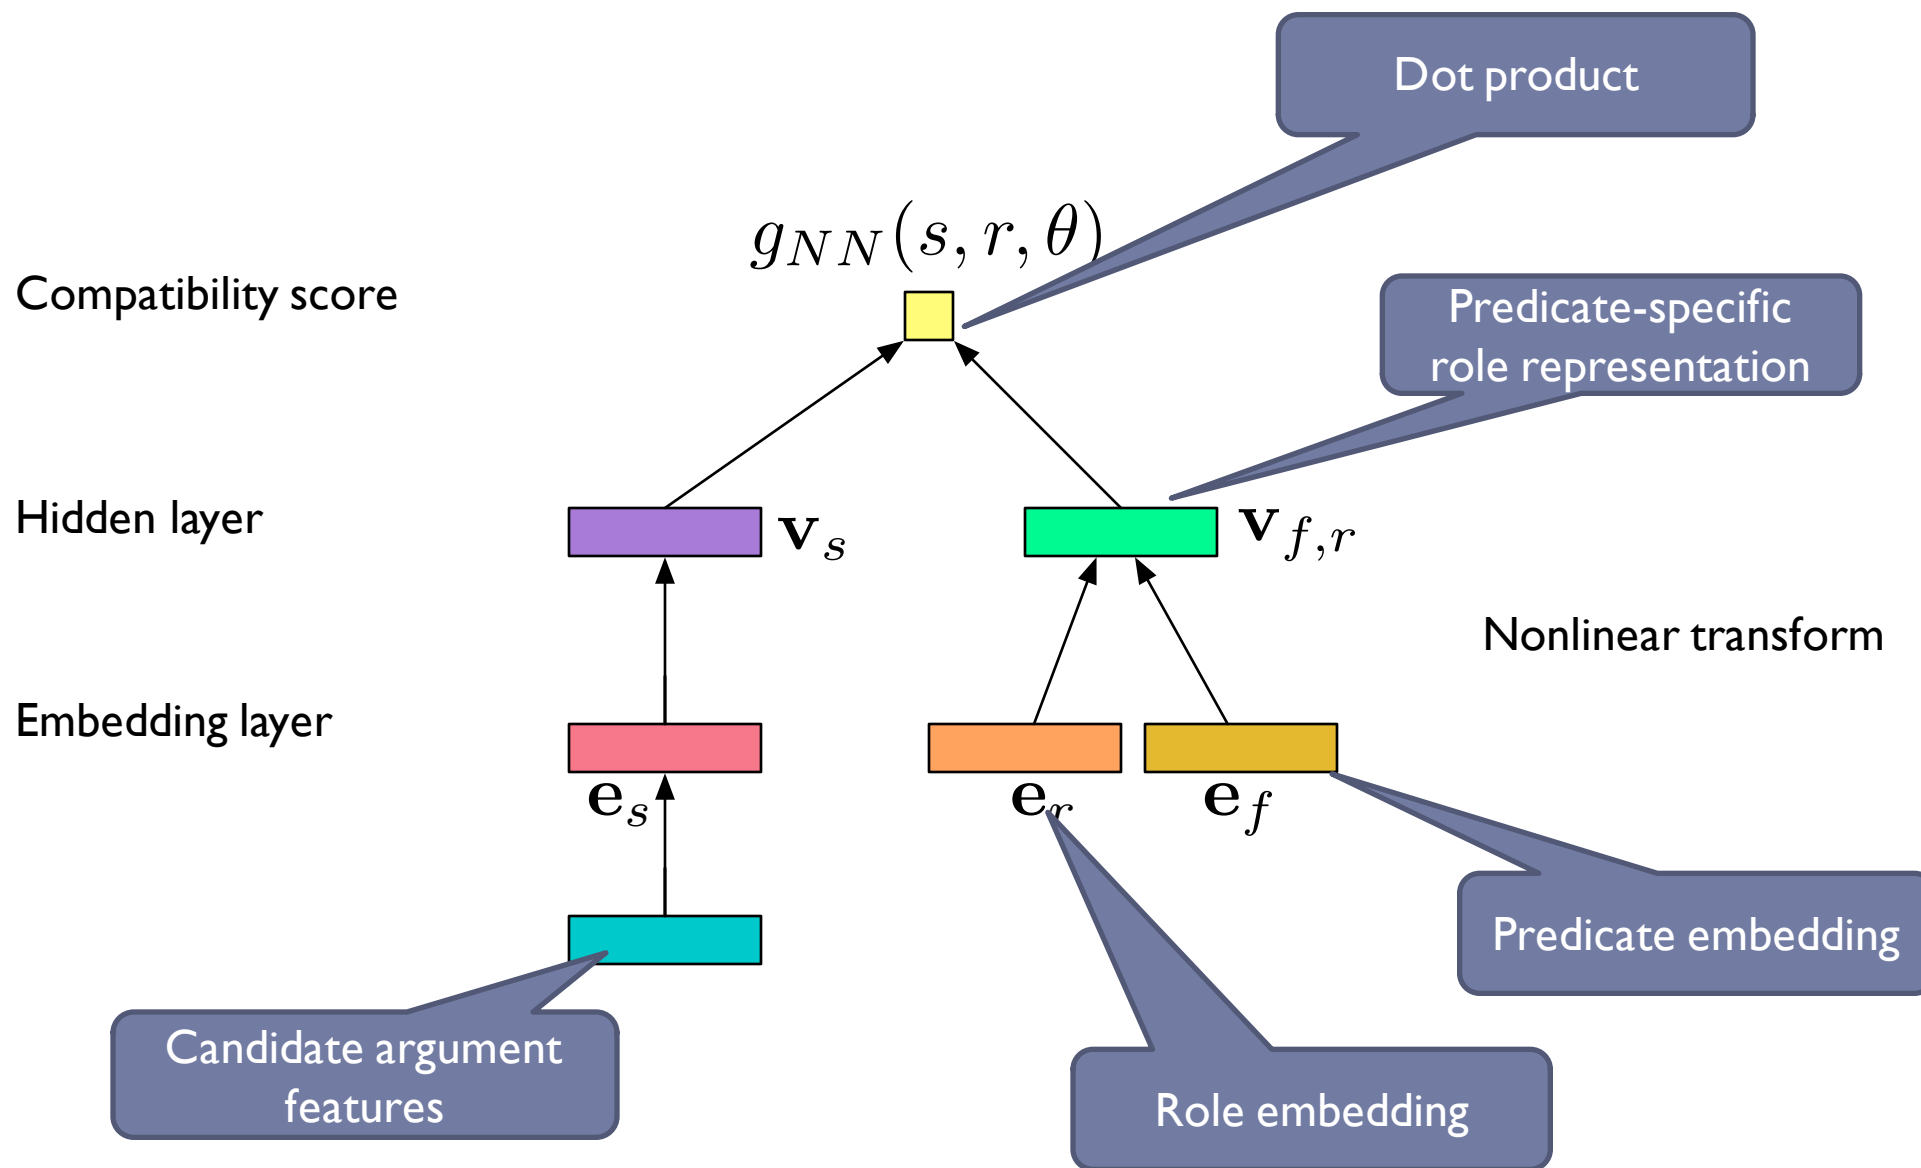 Dot product
g_{NN}(s, r, θ)
Compatibility score
Predicate-specific
role representation
Hidden layer
v_s
v_{f,r}
Nonlinear transform
Embedding layer
e_s
e_r
e_f
Predicate embedding
Candidate argument
features
Role embedding